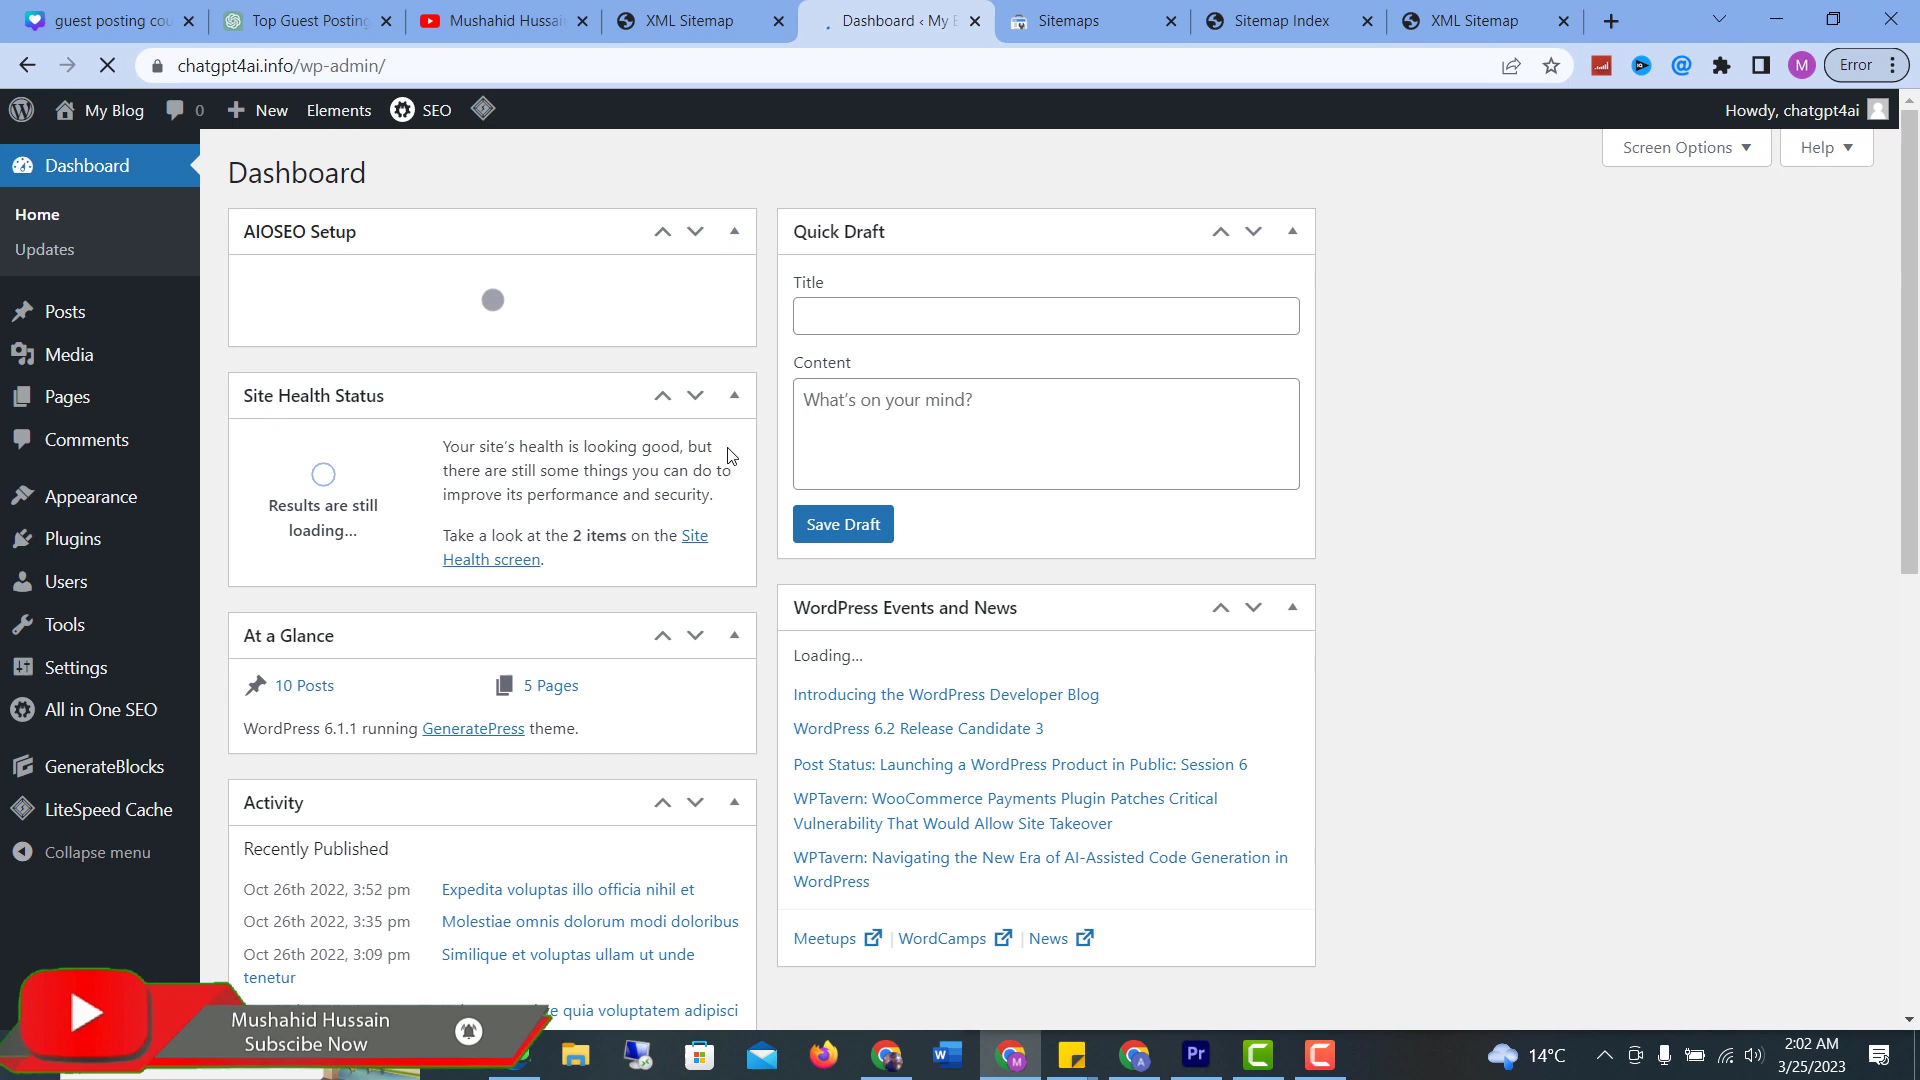 guest posting cou
Top Guest Posting
Mushahid Hussai
XML Sitemap
Dashboard ‹ My B
Sitemaps
Sitemap Index
XML Sitemap
chatgpt4ai.info/wp-admin/
M
Error
My Blog
0
New
Elements
SEO
Howdy, chatgpt4ai
Screen Options
Help
Dashboard
Home
Updates
Posts
Media
Pages
Comments
Appearance
Plugins
Users
Tools
Settings
All in One SEO
GenerateBlocks
LiteSpeed Cache
Collapse menu
Dashboard
AIOSEO Setup
Site Health Status
Results are still
loading...
Your site's health is looking good, but
there are still some things you can do to
improve its performance and security.
Take a look at the 2 items on the Site
Health screen.
At a Glance
10 Posts
5 Pages
WordPress 6.1.1 running GeneratePress theme.
Activity
Recently Published
Oct 26th 2022, 3:52 pm Expedita voluptas illo officia nihil et
Oct 26th 2022, 3:35 pm Molestiae omnis dolorum modi doloribus
Oct 26th 2022, 3:09 pm Similique et voluptas ullam ut unde
tenetur
e quia voluptatem adipisci
Quick Draft
Title
Content
What's on your mind?
Save Draft
WordPress Events and News
Loading...
Introducing the WordPress Developer Blog
WordPress 6.2 Release Candidate 3
Post Status: Launching a WordPress Product in Public: Session 6
WPTavern: WooCommerce Payments Plugin Patches Critical
Vulnerability That Would Allow Site Takeover
WPTavern: Navigating the New Era of AI-Assisted Code Generation in
WordPress
Meetups | WordCamps | News
Mushahid Hussain
Subscibe Now
14°C
2:02 AM
3/25/2023